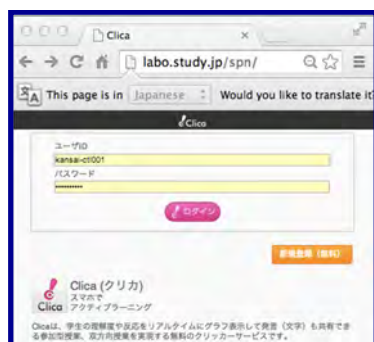 Clica
labo.study.jp/spn/
This page is in Japanese Would you like to translate it?
Clica
ユーザID
kansai-ctl001
パスワード
••••••••••
ログイン
新規登録（無料）
Clica (クリカ)
スマホで
Clica アクティブラーニング
Clicaは、学生の理解度や反応をリアルタイムにグラフ表示して発言（文字）も共有でき
る参加型授業、双方向授業を実現する無料のクリッカーサービスです。